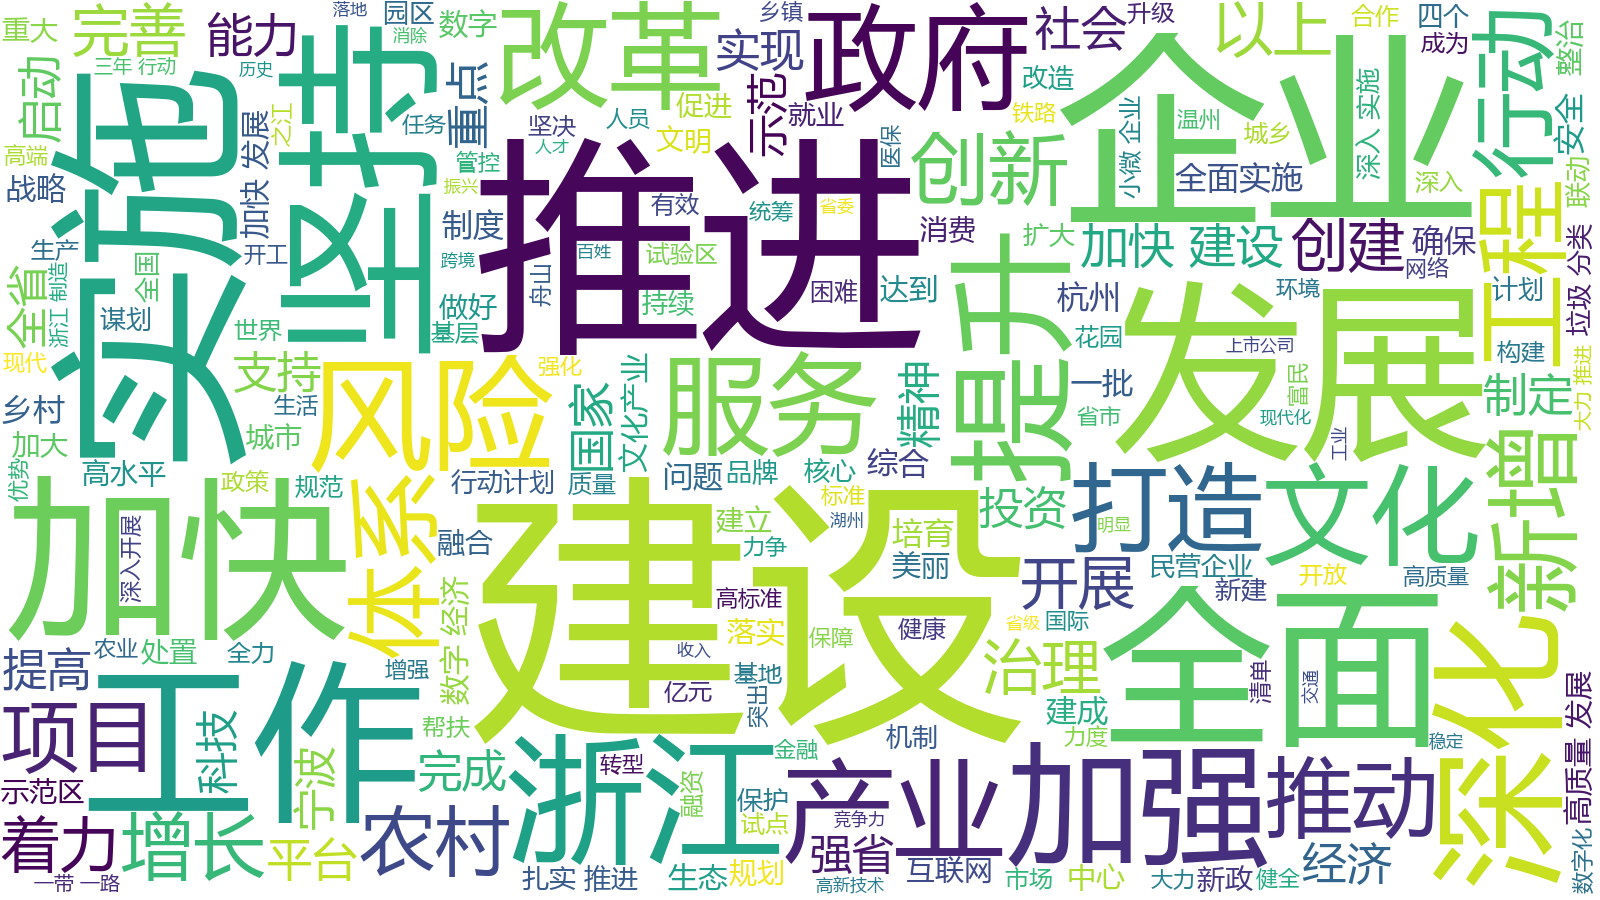 重大
完善
能力
落地
园区
消除
数字
改革
乡镇
实现
政府
社会
升级
以上
合作
四个
成为
行动
整治
三年 行动
历史
启动
实施
坚持
任务
重点
促进
示范
就业
改造
铁路
企业
小微 企业
温州
城乡
深入 实施
安全
高端
战略
加快 发展
之江
管控
振兴
坚决
人才
人员
文明
医保
创新
全面实施
深入
联动
推进
有效
统筹
省委
制度
消费
扩大
加快 建设
创建
确保
网络
工程
垃圾 分类
生产
开工
全国
浙江 制造
全省
谋划
世界
跨境
做好
基层
舟山
百姓
试验区
持续
困难
达到
提升
杭州
花园
环境
发展
上市公司
计划
构建
大力 推进
现代
支持
风险
强化
国家
文化产业
服务
精神
一批
省市
富民
现代化
工业
制定
乡村
生活
加大
城市
高水平
优势
政策
规范
行动计划
质量
问题
品牌
核心
综合
标准
湖州
投资
打造
明显
文化
新增
加快
深入开展
体系
融合
建设
建立
力争
培育
美丽
开展
民营企业
新建
开放
高质量
数字 经济
高标准
落实
保障
健康
省级
国际
全面
深化
农业
处置
全力
提高
增强
收入
基地
亿元
突出
治理
建成
力度
清单
交通
稳定
高质量 发展
项目
工作
科技
宁波
帮扶
完成
浙江
转型
金融
融资
保护
试点
机制
产业
竞争力
加强
推动
示范区
着力
增长
平台
农村
强省
经济
数字化
一带 一路
扎实 推进
生态
规划
高新技术
互联网
市场
中心
大力
新政
健全